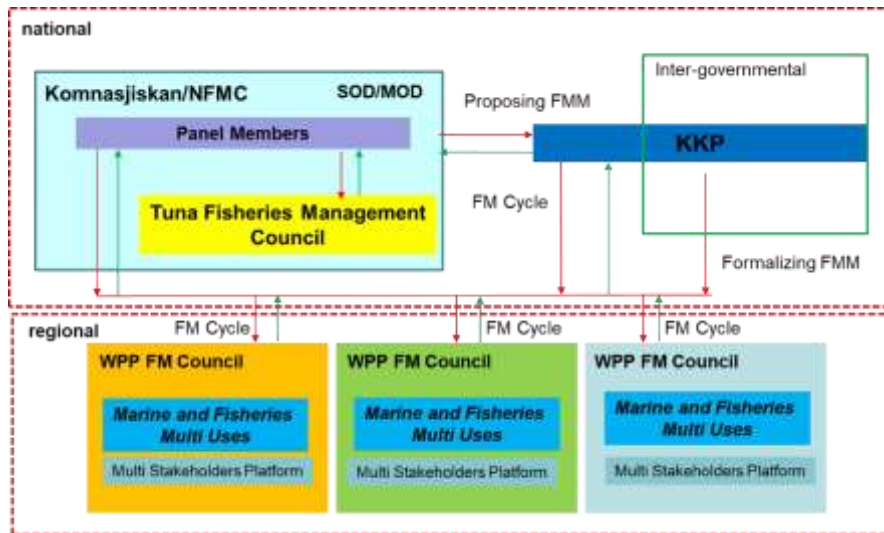 national
Inter-governmental
Komnasjiskan/NFMC
SOD/MOD
Proposing FMM
Panel Members
KKP
FM Cycle
Tuna Fisheries Management
Council
Formalizing FMM
regional
FM Cycle
FM Cycle
FM Cycle
WPP FM Council
WPP FM Council
WPP FM Council
Marine and Fisheries
Multi Uses
Marine and Fisheries
Multi Uses
Marine and Fisheries
Multi Uses
Multi Stakeholders Platform
Multi Stakeholders Platform
Multi Stakeholders Platform